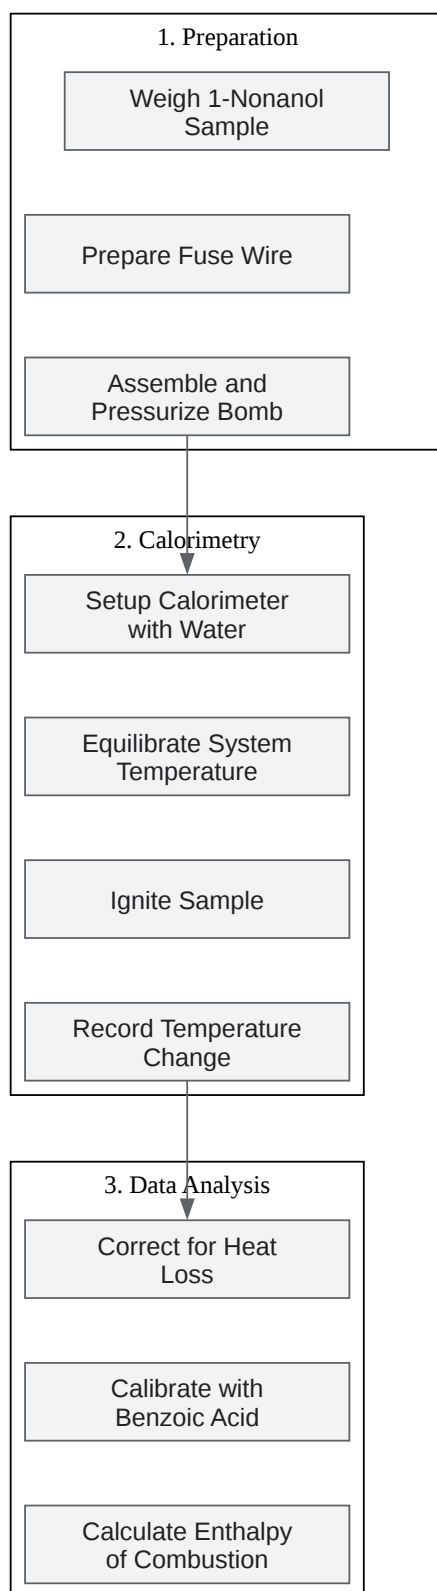 1. Preparation
Weigh 1-Nonanol
Sample
Prepare Fuse Wire
Assemble and
Pressurize Bomb
2. Calorimetry
Setup Calorimeter
with Water
Equilibrate System
Temperature
Ignite Sample
Record Temperature
Change
3. Data Analysis
Correct for Heat
Loss
Calibrate with
Benzoic Acid
Calculate Enthalpy
of Combustion